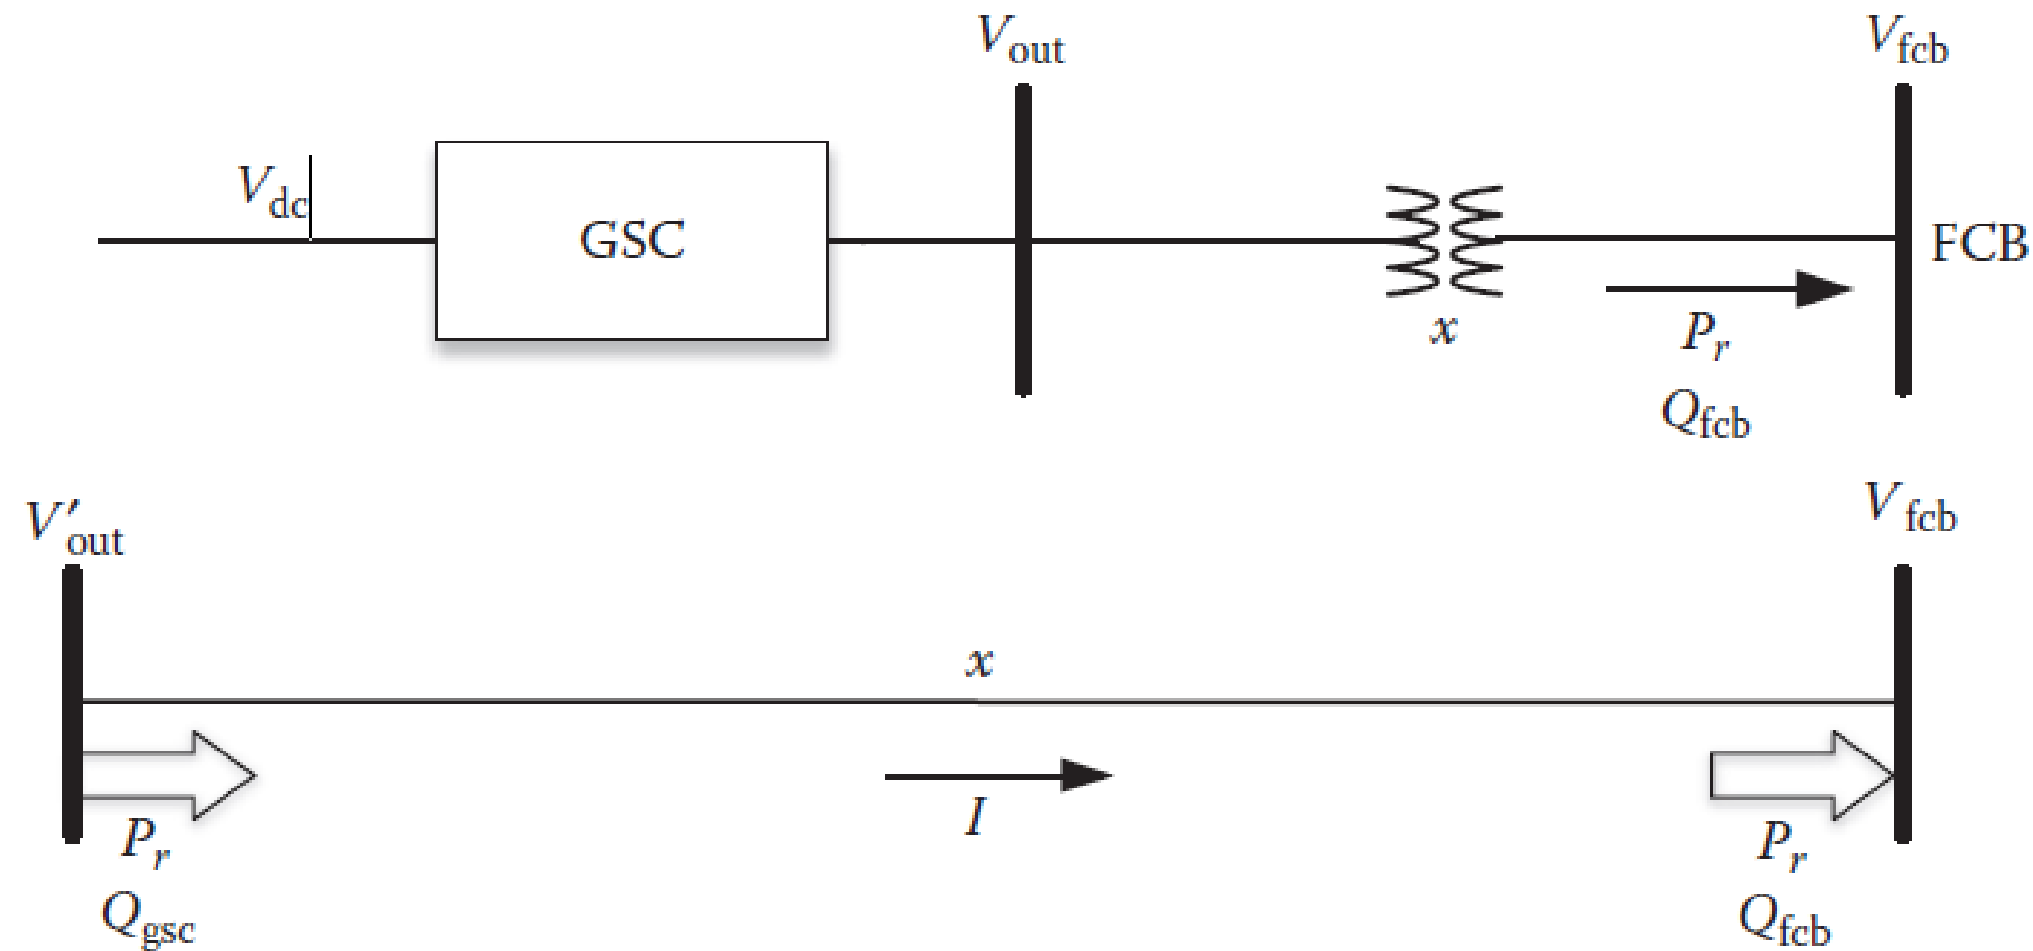 V_out
V_fcb
V_dc
GSC
FCB
x
P_r
Q_fcb
V′_out
V_fcb
x
I
P_r
Q_gsc
P_r
Q_fcb